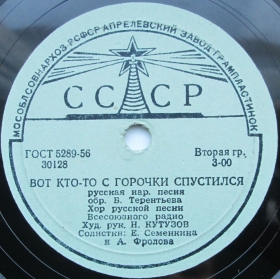 МОСОБЛСОВНАРХОЗ РСФСР АПРЕЛЕВСКИЙ ЗАВОД ГРАМПЛАСТИНОК
СССР
ГОСТ 5289-56
30128
Вторая гр.
3-00
ВОТ КТО-ТО С ГОРОЧКИ СПУСТИЛСЯ
русская нар. песня
обр. Б. Терентьева
Хор русской песни
Всесоюзного радио
Худ. рук. Н. КУТУЗОВ
Солистки: Е. Семенкина
и А. Фролова